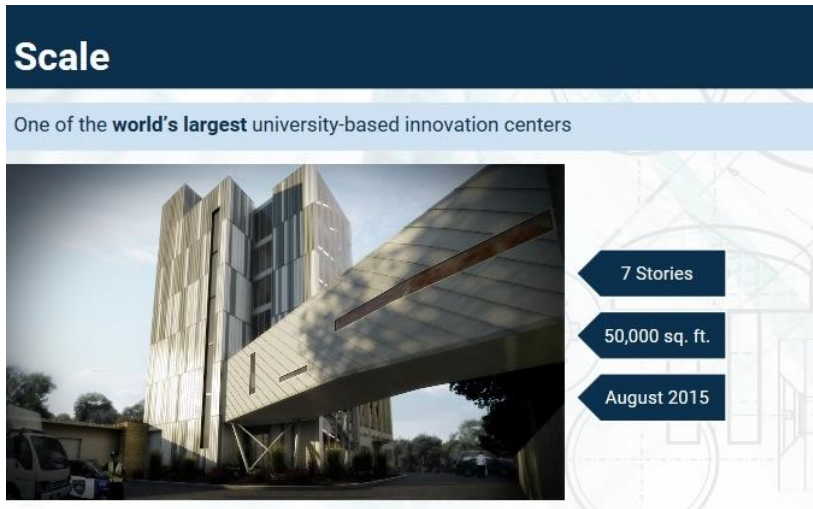 Scale
One of the world's largest university-based innovation centers
7 Stories
50,000 sq. ft.
August 2015